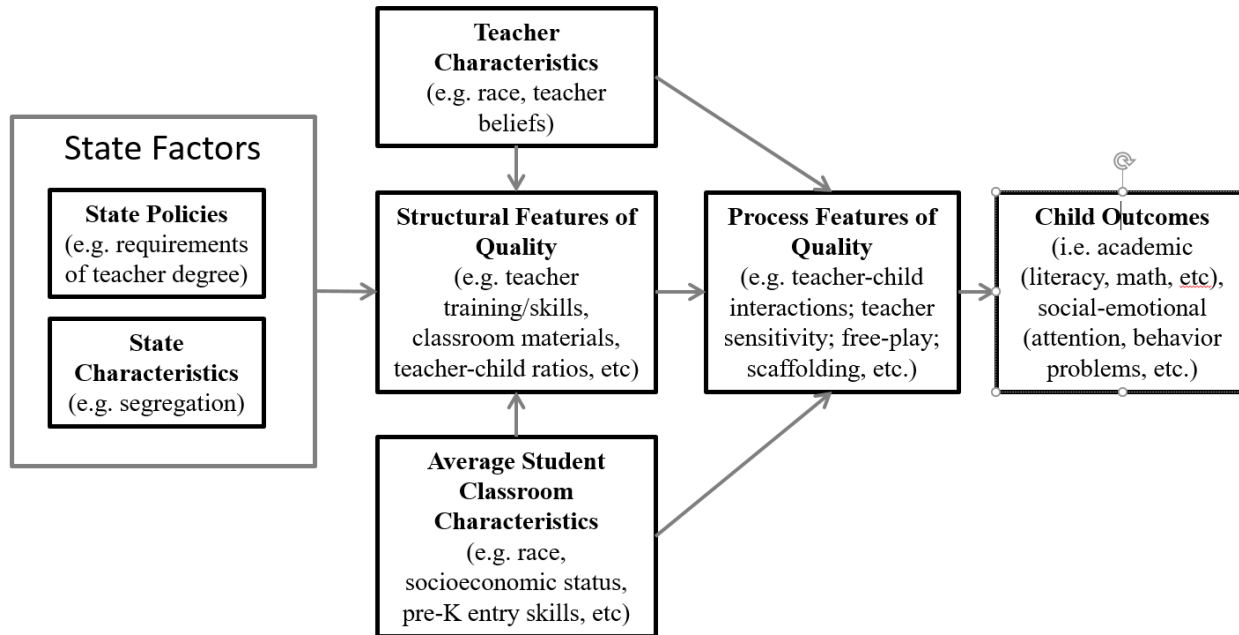 Teacher
Characteristics
(e.g. race, teacher
beliefs)
State Factors
State Policies
(e.g. requirements
of teacher degree)
State
Characteristics
(e.g. segregation)
Structural Features of
Quality
(e.g. teacher
training/skills,
classroom materials,
teacher-child ratios, etc)
Process Features of
Quality
(e.g. teacher-child
interactions; teacher
sensitivity; free-play;
scaffolding, etc.)
Child Outcomes
(i.e. academic
(literacy, math, etc),
social-emotional
(attention, behavior
problems, etc.)
Average Student
Classroom
Characteristics
(e.g. race,
socioeconomic status,
pre-K entry skills, etc)